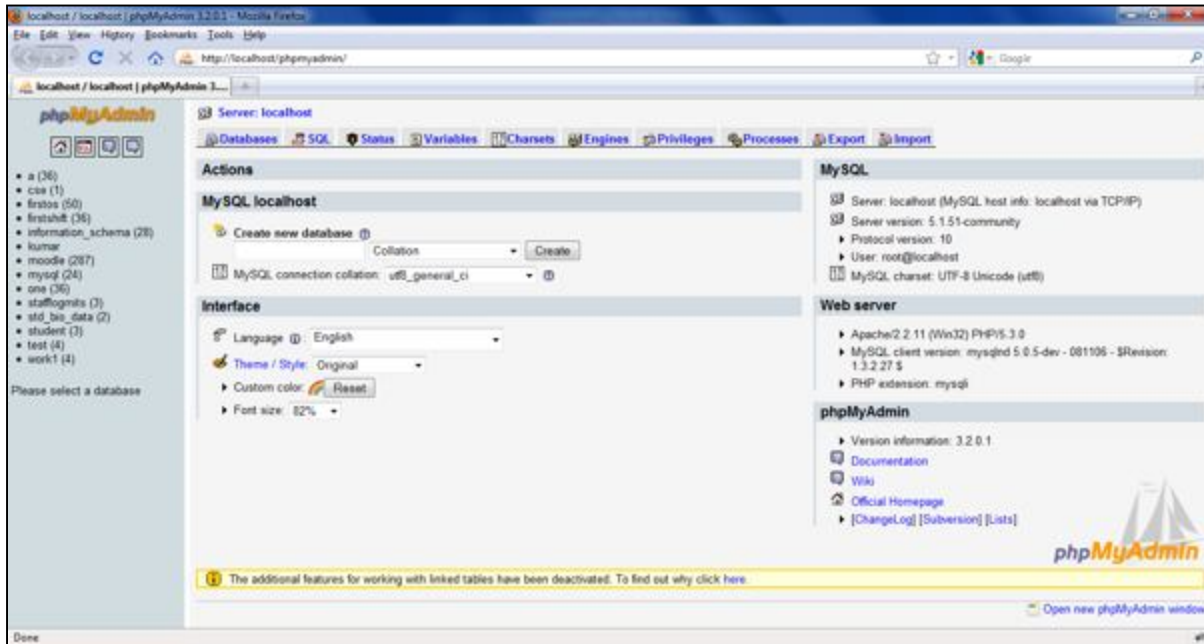 localhost / localhost | phpMyAdmin 3.2.0.1 - Mozilla Firefox
File Edit View History Bookmarks Tools Help
http://localhost/phpmyadmin/
Google
localhost / localhost | phpMyAdmin 3....
phpMyAdmin
a (36)
cse (1)
firstos (50)
firstshift (36)
information_schema (28)
kumar
moodle (287)
mysql (24)
one (36)
stafflogmits (3)
std_bio_data (2)
student (3)
test (4)
work1 (4)
Please select a database
Server: localhost
Databases SQL Status Variables Charsets Engines Privileges Processes Export Import
Actions
MySQL localhost
Create new database
Collation Create
MySQL connection collation: utf8_general_ci
Interface
Language : English
Theme / Style: Original
Custom color: Reset
Font size: 82%
MySQL
Server: localhost (MySQL host info: localhost via TCP/IP)
Server version: 5.1.51-community
Protocol version: 10
User: root@localhost
MySQL charset: UTF-8 Unicode (utf8)
Web server
Apache/2.2.11 (Win32) PHP/5.3.0
MySQL client version: mysqlnd 5.0.5-dev - 081106 - $Revision:
1.3.2.27 $
PHP extension: mysqli
phpMyAdmin
Version information: 3.2.0.1
Documentation
Wiki
Official Homepage
[ChangeLog] [Subversion] [Lists]
phpMyAdmin
The additional features for working with linked tables have been deactivated. To find out why click here.
Open new phpMyAdmin window
Done